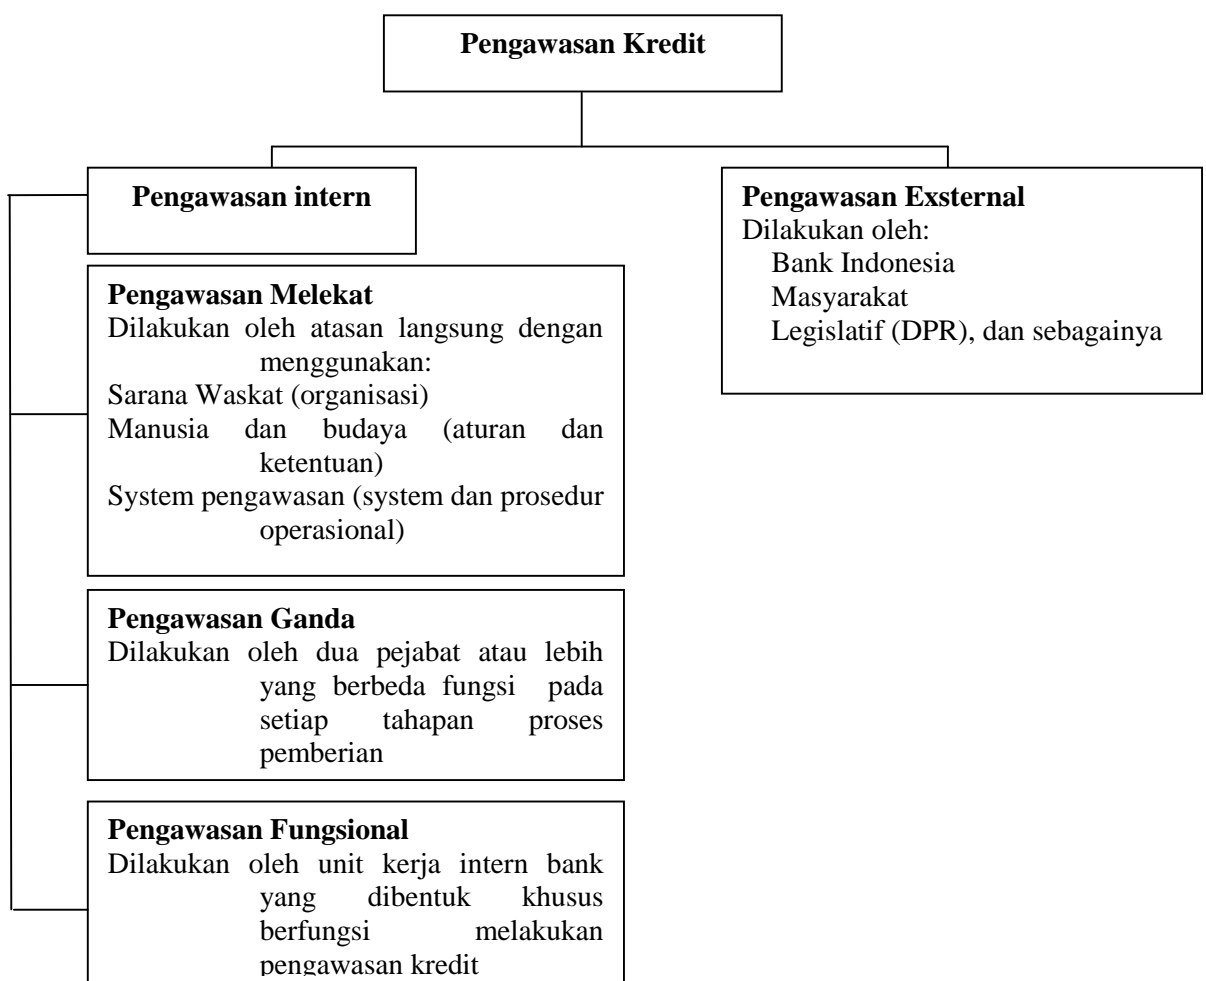 Pengawasan Kredit
Pengawasan intern
Pengawasan Exsternal
Dilakukan oleh:
Bank Indonesia
Masyarakat
Legislatif (DPR), dan sebagainya
Pengawasan Melekat
Dilakukan oleh atasan langsung dengan
menggunakan:
Sarana Waskat (organisasi)
Manusia dan budaya (aturan dan
ketentuan)
System pengawasan (system dan prosedur
operasional)
Pengawasan Ganda
Dilakukan oleh dua pejabat atau lebih
yang berbeda fungsi pada
setiap tahapan proses
pemberian
Pengawasan Fungsional
Dilakukan oleh unit kerja intern bank
yang dibentuk khusus
berfungsi melakukan
pengawasan kredit